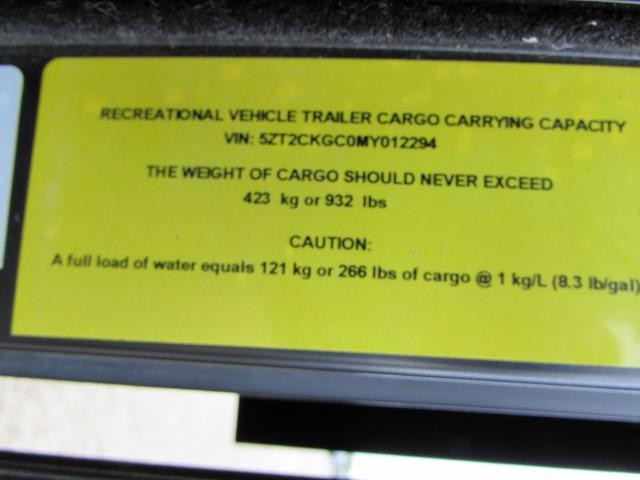 RECREATIONAL VEHICLE TRAILER CARGO CARRYING CAPACITY
VIN: 5ZT2CKGC0MY012294
THE WEIGHT OF CARGO SHOULD NEVER EXCEED
423 kg or 932 lbs
CAUTION:
A full load of water equals 121 kg or 266 lbs of cargo @ 1 kg/L (8.3 lb/gal)